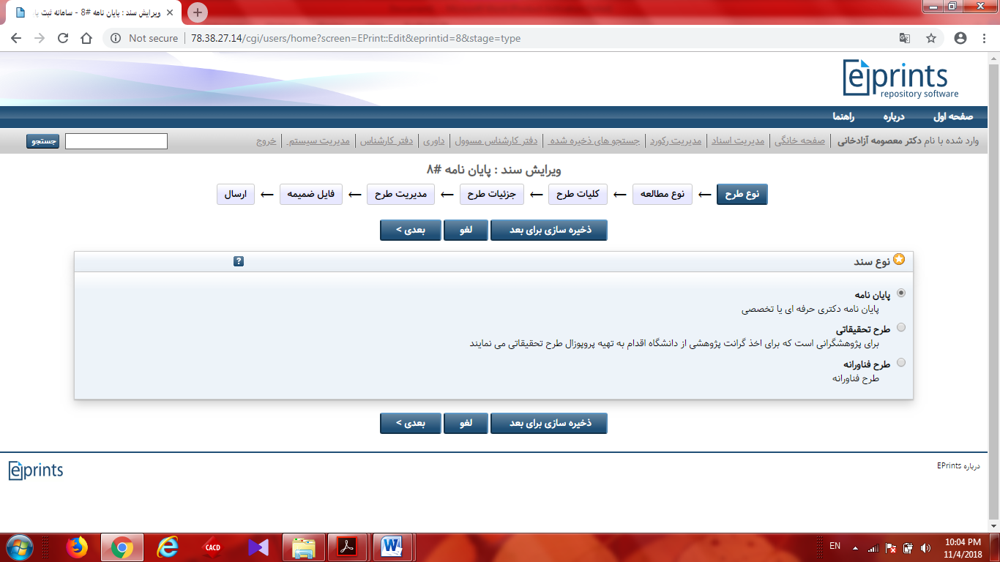 ویرایش سند : پایان نامه #8 - سامانه ثبت پا
Not secure
78.38.27.14/cgi/users/home?screen=EPrint::Edit&eprintid=8&stage=type
eprints
repository software
صفحه اول درباره راهنما
وارد شده با نام دکتر معصومه آزادخانی | صفحه خانگی | مدیریت اسناد | مدیریت رکورد | جستجو های ذخیره شده | دفتر کارشناس مسوول | داوری | دفتر کارشناس | مدیریت سیستم | خروج جستجو
ویرایش سند : پایان نامه #۸
نوع طرح ← نوع مطالعه ← کلیات طرح ← جزئیات طرح ← مدیریت طرح ← فایل ضمیمه ← ارسال
ذخیره سازی برای بعد لغو بعدی >
نوع سند ?
پایان نامه
پایان نامه دکتری حرفه ای یا تخصصی
طرح تحقیقاتی
برای پژوهشگرانی است که برای اخذ گرانت پژوهشی از دانشگاه اقدام به تهیه پروپوزال طرح تحقیقاتی می نمایند
طرح فناورانه
طرح فناورانه
ذخیره سازی برای بعد لغو بعدی >
درباره EPrints
eprints
CACD
EN
10:04 PM
11/4/2018